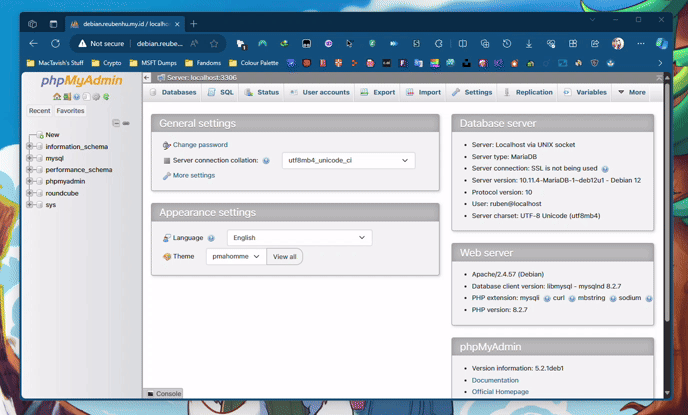 debian.reubenhu.my.id / localhost
Not secure
debian.reube...
MacTavish's Stuff
Crypto
MSFT Dumps
Fandoms
Colour Palette
phpMyAdmin
Recent
Favorites
New
information_schema
mysql
performance_schema
phpmyadmin
roundcube
sys
Server: localhost:3306
Databases
SQL
Status
User accounts
Export
Import
Settings
Replication
Variables
More
General settings
Change password
Server connection collation:
utf8mb4_unicode_ci
More settings
Appearance settings
Language
English
Theme
pmahomme
View all
Database server
Server: Localhost via UNIX socket
Server type: MariaDB
Server connection: SSL is not being used
Server version: 10.11.4-MariaDB-1~deb12u1 - Debian 12
Protocol version: 10
User: ruben@localhost
Server charset: UTF-8 Unicode (utf8mb4)
Web server
Apache/2.4.57 (Debian)
Database client version: libmysql - mysqlnd 8.2.7
PHP extension: mysqli curl mbstring sodium
PHP version: 8.2.7
phpMyAdmin
Version information: 5.2.1deb1
Documentation
Official Homepage
Console